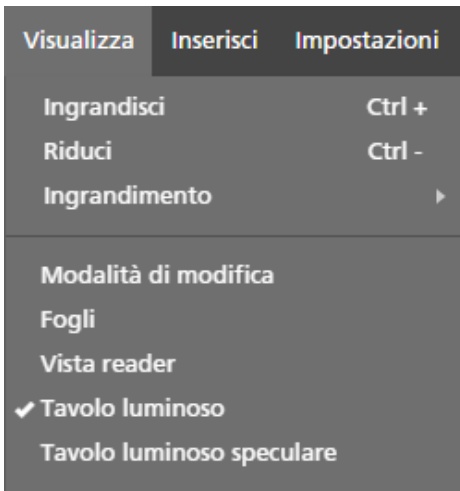 Visualizza Inserisci Impostazioni
Ingrandisci Ctrl +
Riduci Ctrl -
Ingrandimento
Modalità di modifica
Fogli
Vista reader
Tavolo luminoso
Tavolo luminoso speculare